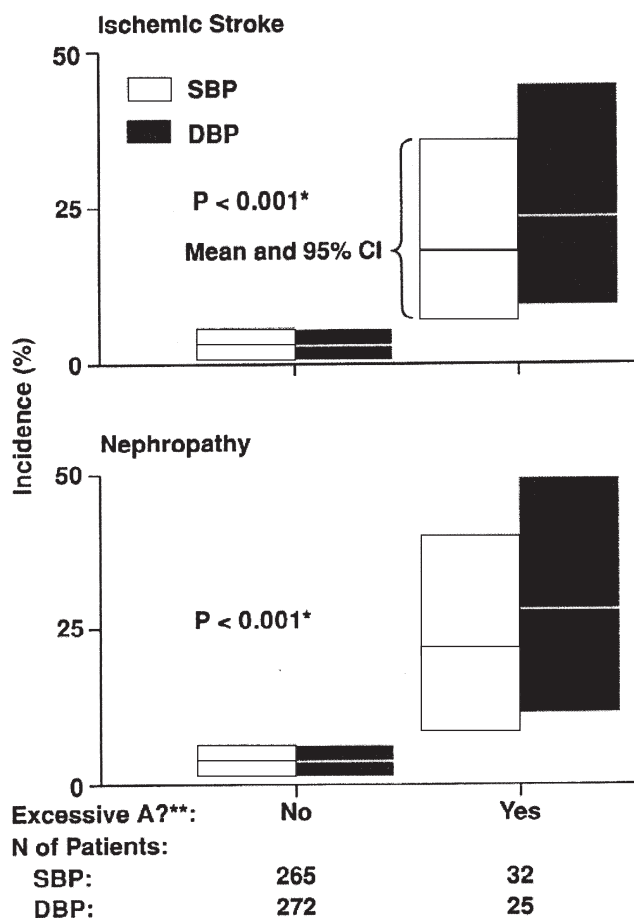 Ischemic Stroke
50
SBP
DBP
P < 0.001*
25
Mean and 95% CI
0
Incidence (%)
Nephropathy
50
P < 0.001*
25
0
Excessive A?**: No Yes
N of Patients:
SBP: 265 32
DBP: 272 25